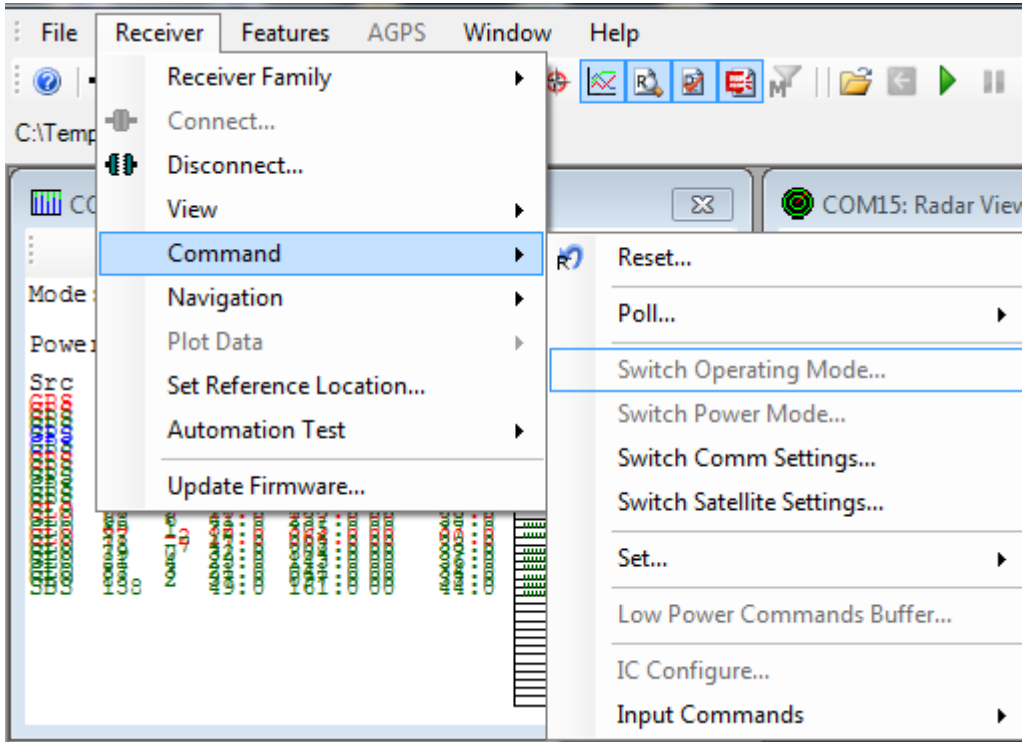 File Receiver Features AGPS Window Help
C:\Temp
Receiver Family
Connect...
Disconnect...
View
Command
Navigation
Plot Data
Set Reference Location...
Automation Test
Update Firmware...
COM15: Radar View
Mode:
Power
Src
Reset...
Poll...
Switch Operating Mode...
Switch Power Mode...
Switch Comm Settings...
Switch Satellite Settings...
Set...
Low Power Commands Buffer...
IC Configure...
Input Commands